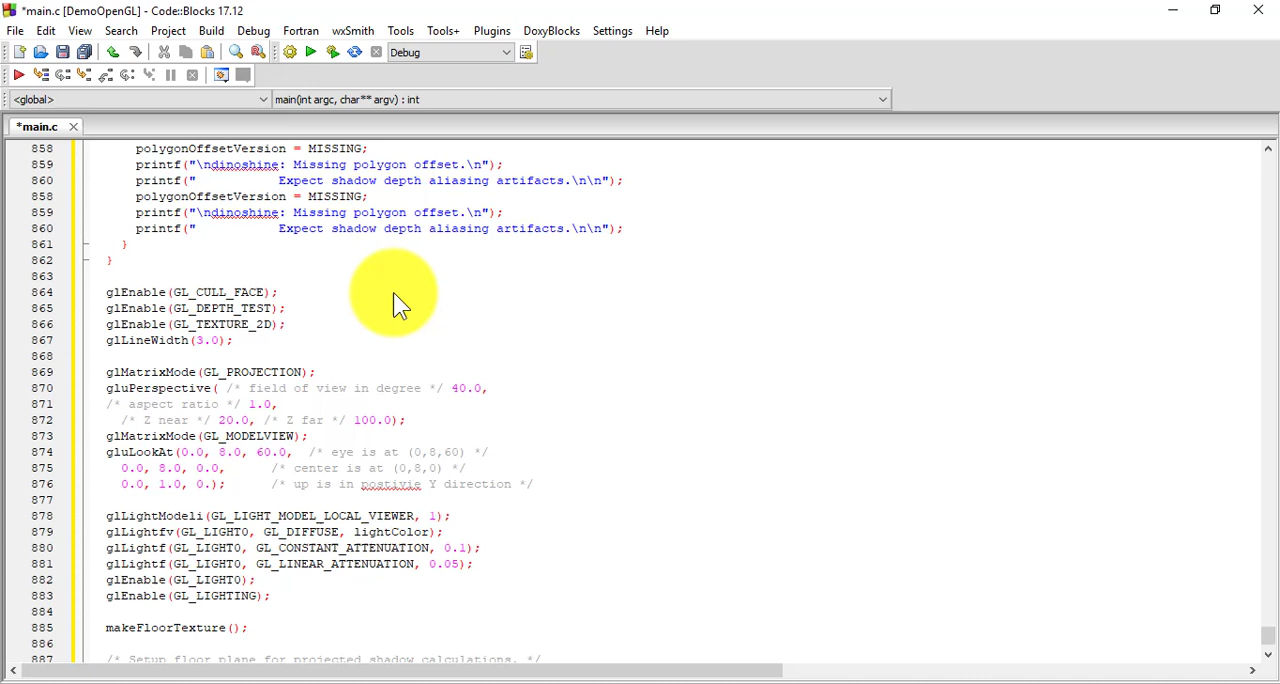 *main.c [DemoOpenGL] - Code::Blocks 17.12
File Edit View Search Project Build Debug Fortran wxSmith Tools Tools+ Plugins DoxyBlocks Settings Help
Debug
<global> main(int argc, char** argv) : int
*main.c
858 polygonOffsetVersion = MISSING;
859 printf("\ndinoshine: Missing polygon offset.\n");
860 printf(" Expect shadow depth aliasing artifacts.\n\n");
858 polygonOffsetVersion = MISSING;
859 printf("\ndinoshine: Missing polygon offset.\n");
860 printf(" Expect shadow depth aliasing artifacts.\n\n");
861 }
862 }
863
864 glEnable(GL_CULL_FACE);
865 glEnable(GL_DEPTH_TEST);
866 glEnable(GL_TEXTURE_2D);
867 glLineWidth(3.0);
868
869 glMatrixMode(GL_PROJECTION);
870 gluPerspective( /* field of view in degree */ 40.0,
871 /* aspect ratio */ 1.0,
872 /* Z near */ 20.0, /* Z far */ 100.0);
873 glMatrixMode(GL_MODELVIEW);
874 gluLookAt(0.0, 8.0, 60.0, /* eye is at (0,8,60) */
875 0.0, 8.0, 0.0, /* center is at (0,8,0) */
876 0.0, 1.0, 0.); /* up is in postivie Y direction */
877
878 glLightModeli(GL_LIGHT_MODEL_LOCAL_VIEWER, 1);
879 glLightfv(GL_LIGHT0, GL_DIFFUSE, lightColor);
880 glLightf(GL_LIGHT0, GL_CONSTANT_ATTENUATION, 0.1);
881 glLightf(GL_LIGHT0, GL_LINEAR_ATTENUATION, 0.05);
882 glEnable(GL_LIGHT0);
883 glEnable(GL_LIGHTING);
884
885 makeFloorTexture();
886
887 /* Setup floor plane for projected shadow calculations. */